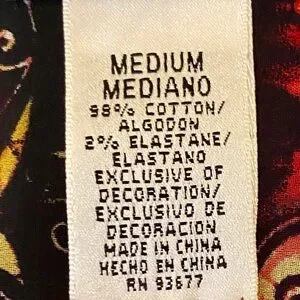 MEDIUM
MEDIANO
98% COTTON/
ALGODON
2% ELASTANE/
ELASTANO
EXCLUSIVE OF
DECORATION/
EXCLUSIVO DE
DECORACION
MADE IN CHINA
HECHO EN CHINA
RN 93677